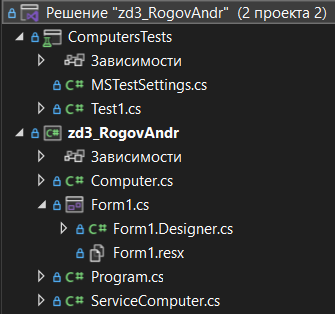 Решение "zd3_RogovAndr" (2 проекта 2)
ComputersTests
Зависимости
MSTestSettings.cs
Test1.cs
zd3_RogovAndr
Зависимости
Computer.cs
Form1.cs
Form1.Designer.cs
Form1.resx
Program.cs
ServiceComputer.cs